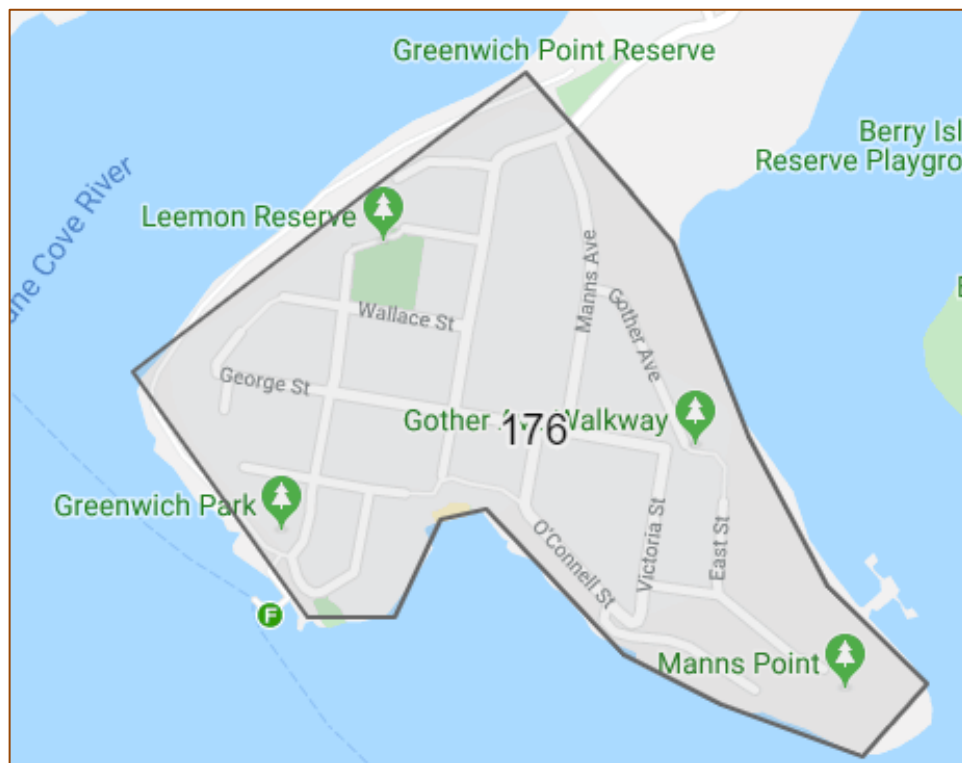 Greenwich Point Reserve
Berry Isl
Reserve Playgro
Leemon Reserve
ne Cove River
Manns Ave
Gother Ave
Wallace St
George St
Gother Walkway
176
Greenwich Park
O'Connell St
Victoria St
East St
F
Manns Point